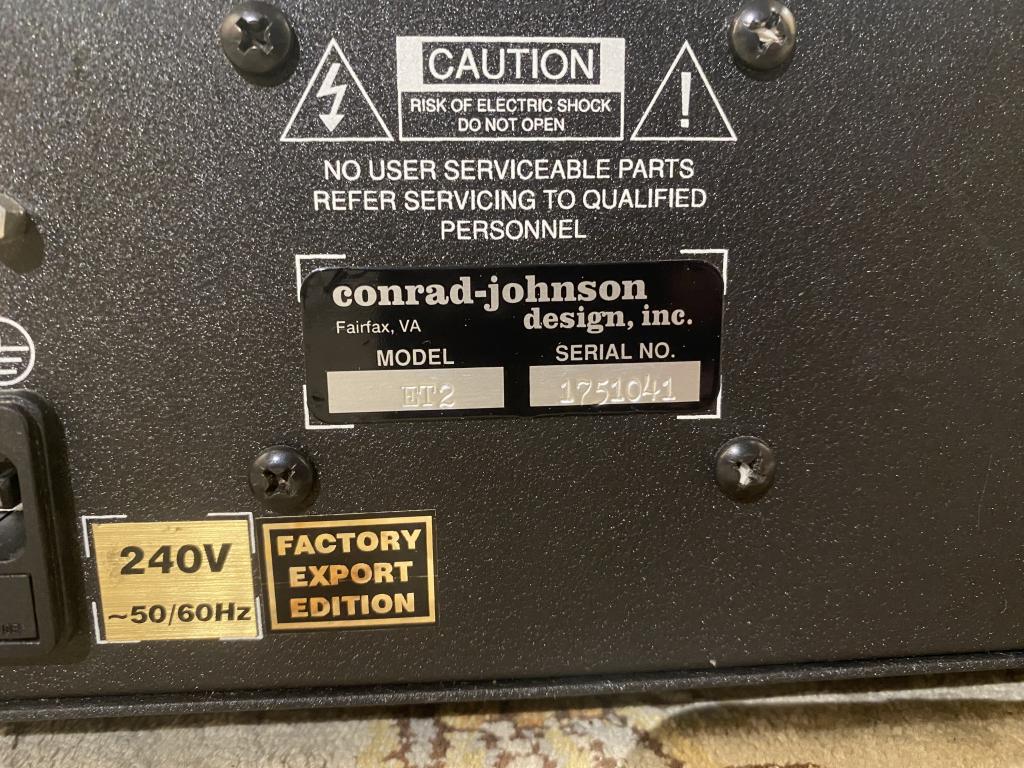 CAUTION
RISK OF ELECTRIC SHOCK
DO NOT OPEN
NO USER SERVICEABLE PARTS
REFER SERVICING TO QUALIFIED
PERSONNEL
conrad-johnson
design, inc.
Fairfax, VA
MODEL
SERIAL NO.
ET2
1751041
240V
~50/60Hz
FACTORY
EXPORT
EDITION